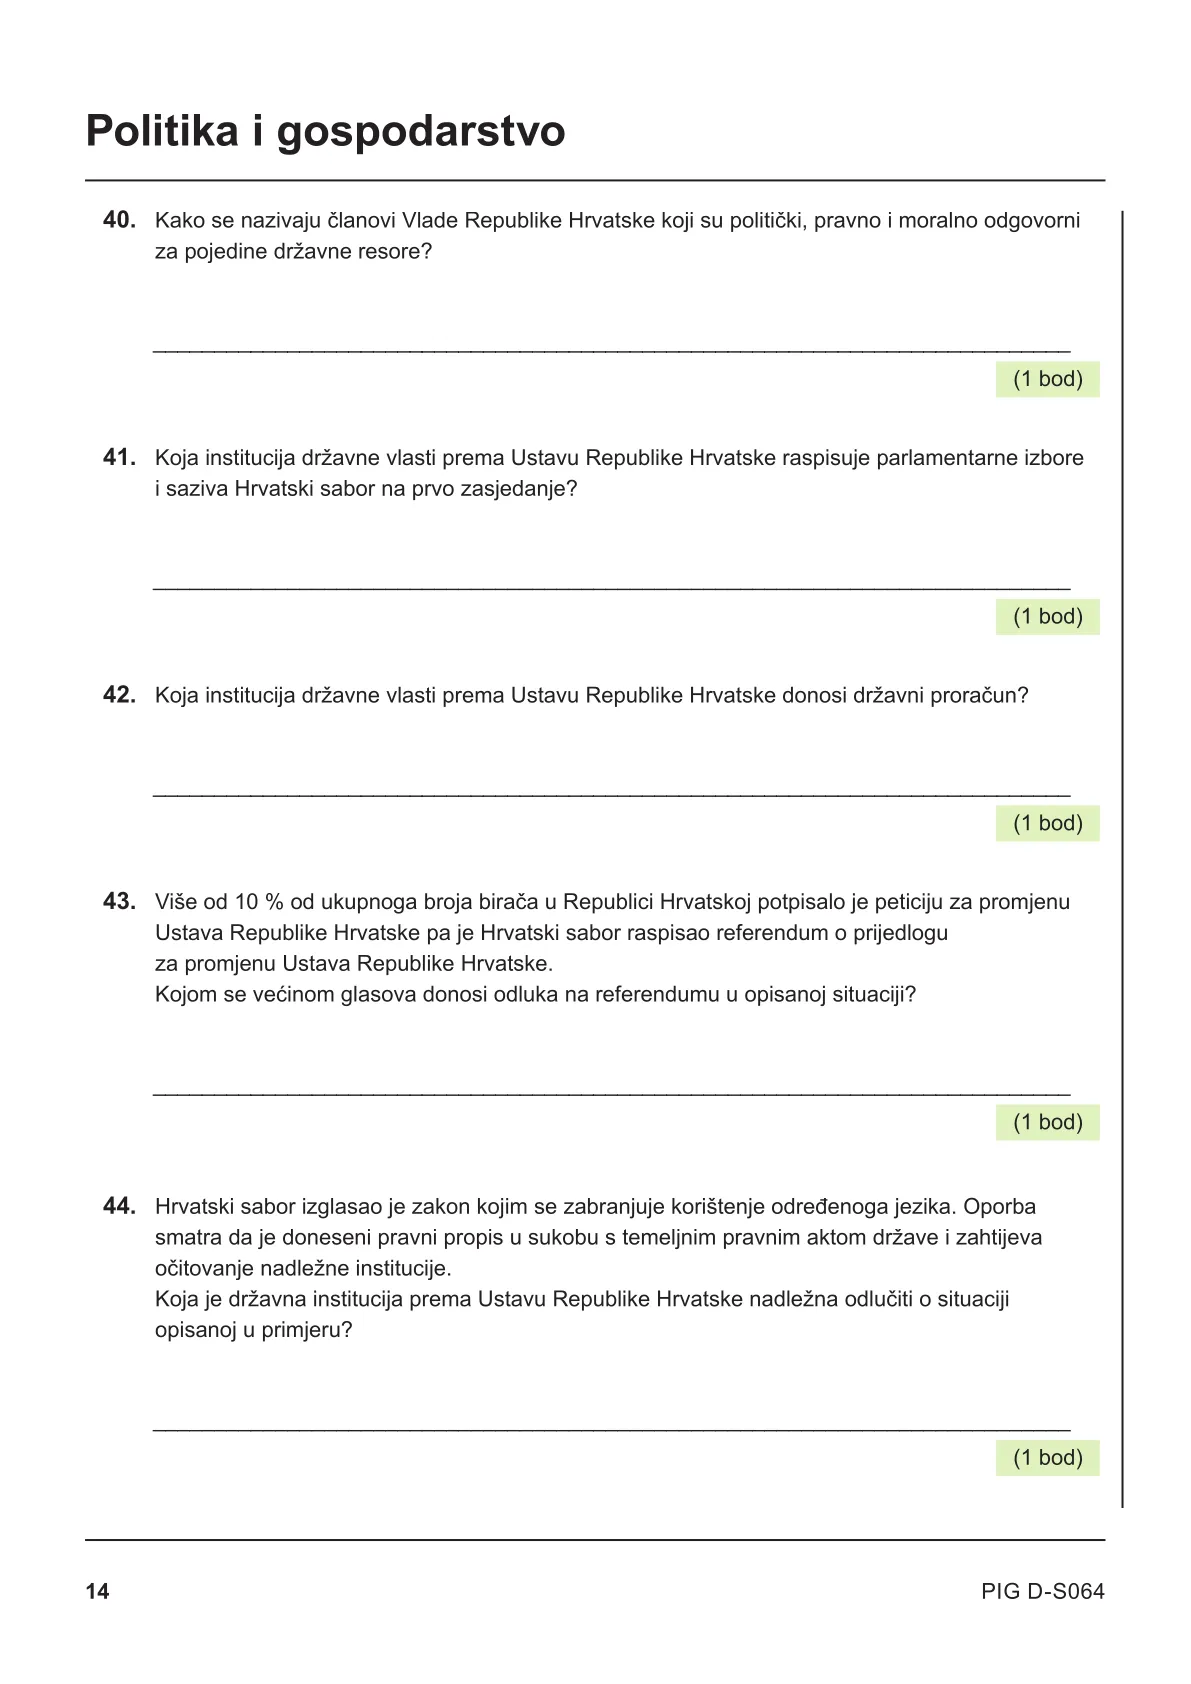 Politika i gospodarstvo
40. Kako se nazivaju članovi Vlade Republike Hrvatske koji su politički, pravno i moralno odgovorni
za pojedine državne resore?
(1 bod)
41. Koja institucija državne vlasti prema Ustavu Republike Hrvatske raspisuje parlamentarne izbore
i saziva Hrvatski sabor na prvo zasjedanje?
(1 bod)
42. Koja institucija državne vlasti prema Ustavu Republike Hrvatske donosi državni proračun?
(1 bod)
43. Više od 10 % od ukupnoga broja birača u Republici Hrvatskoj potpisalo je peticiju za promjenu
Ustava Republike Hrvatske pa je Hrvatski sabor raspisao referendum o prijedlogu
za promjenu Ustava Republike Hrvatske.
Kojom se većinom glasova donosi odluka na referendumu u opisanoj situaciji?
(1 bod)
44. Hrvatski sabor izglasao je zakon kojim se zabranjuje korištenje određenoga jezika. Oporba
smatra da je doneseni pravni propis u sukobu s temeljnim pravnim aktom države i zahtijeva
očitovanje nadležne institucije.
Koja je državna institucija prema Ustavu Republike Hrvatske nadležna odlučiti o situaciji
opisanoj u primjeru?
(1 bod)
14 PIG D-S064